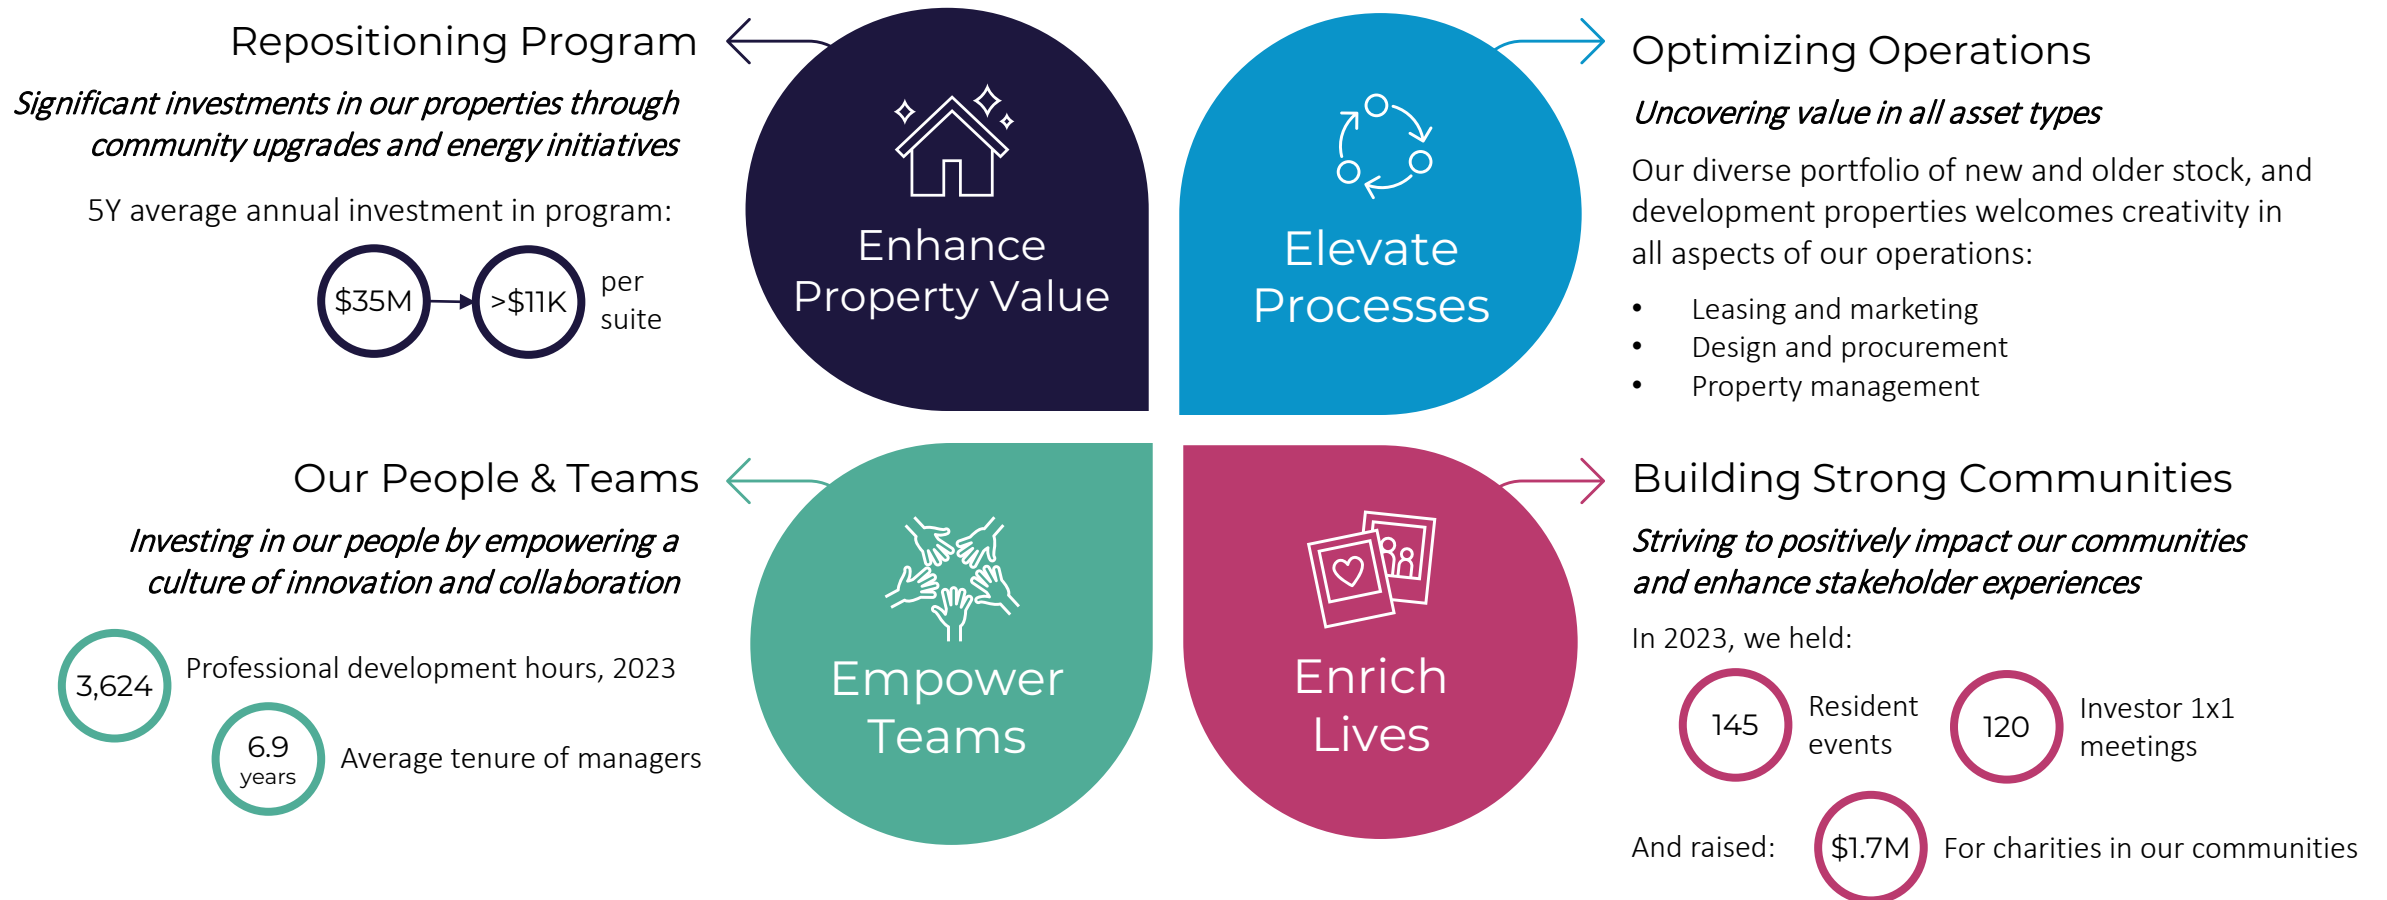 Repositioning Program
Significant investments in our properties through
community upgrades and energy initiatives
5Y average annual investment in program:
$35M
>$11K
per
suite
Enhance
Property Value
Elevate
Processes
Optimizing Operations
Uncovering value in all asset types
Our diverse portfolio of new and older stock, and
development properties welcomes creativity in
all aspects of our operations:
• Leasing and marketing
• Design and procurement
• Property management
Our People & Teams
Investing in our people by empowering a
culture of innovation and collaboration
3,624
Professional development hours, 2023
6.9
years
Average tenure of managers
Empower
Teams
Enrich
Lives
Building Strong Communities
Striving to positively impact our communities
and enhance stakeholder experiences
In 2023, we held:
145
Resident
events
120
Investor 1x1
meetings
And raised:
$1.7M
For charities in our communities